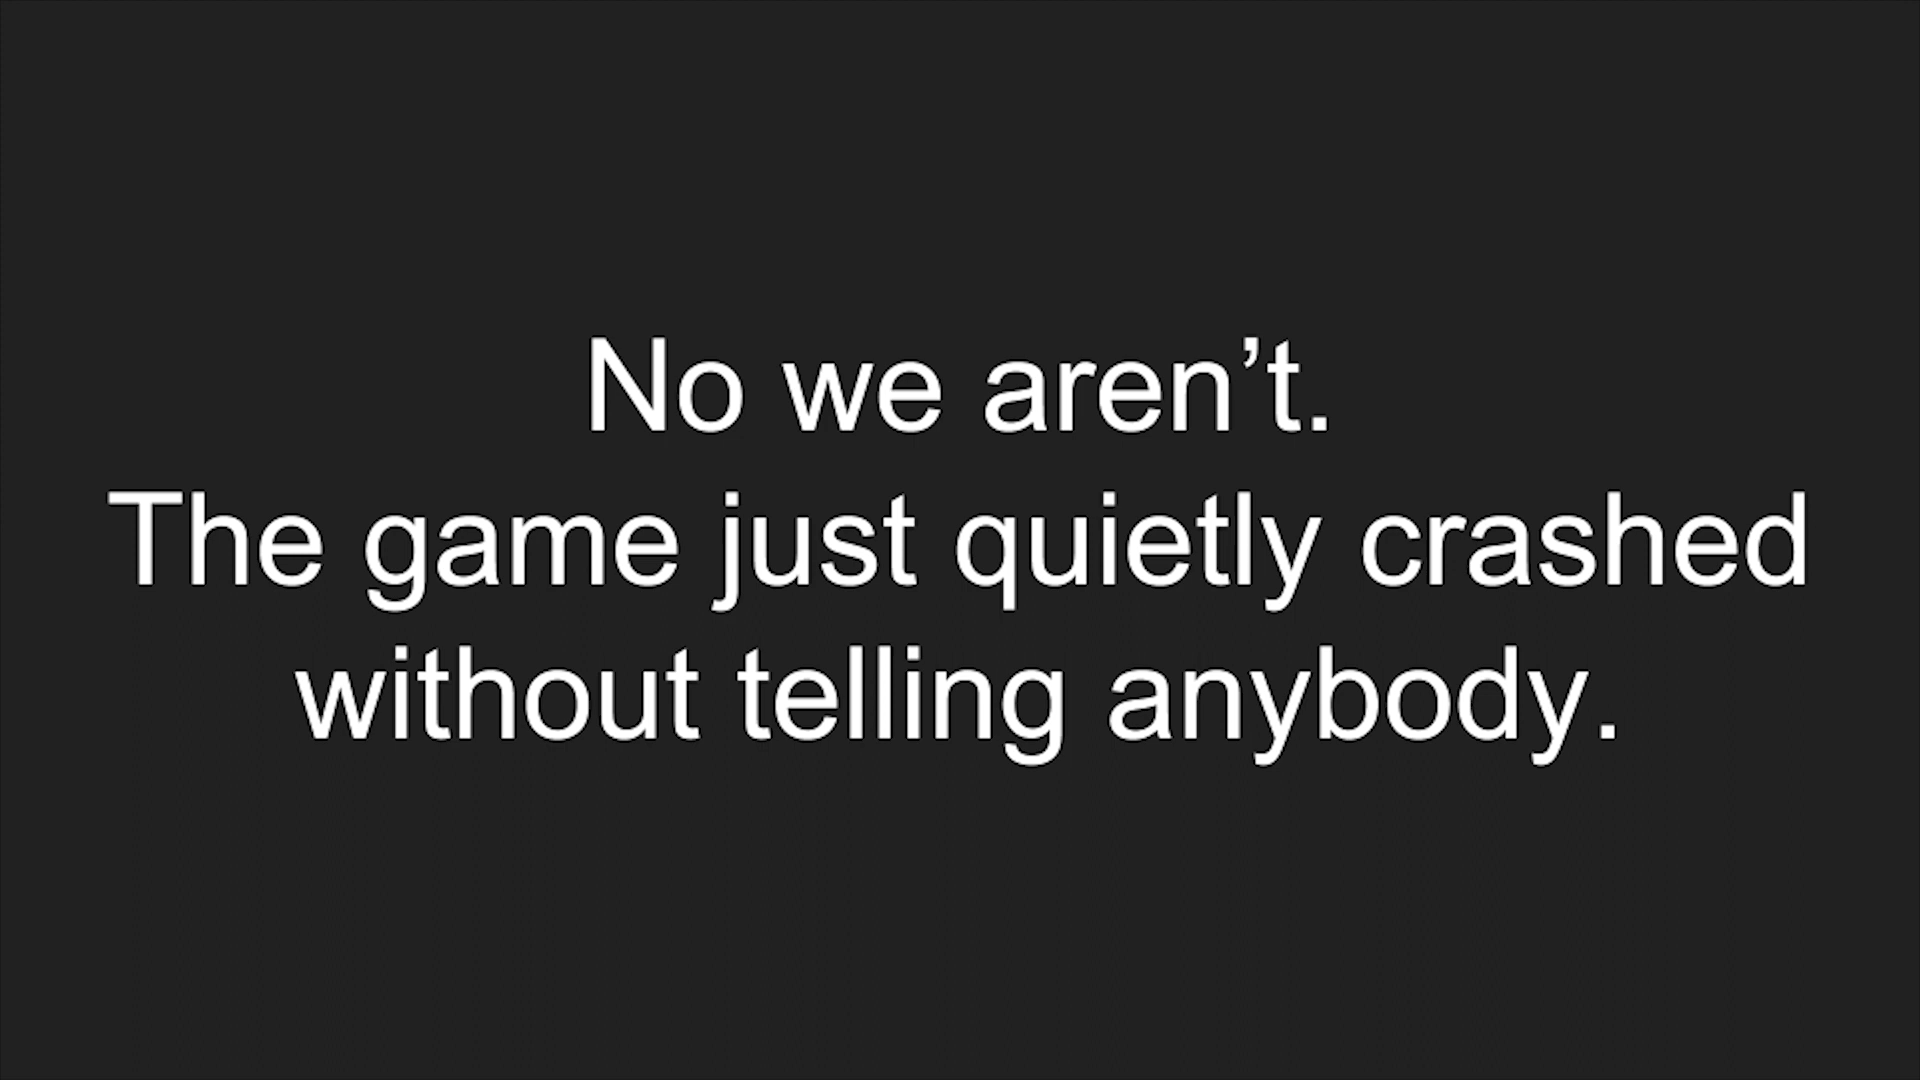 No we aren’t.
The game just quietly crashed
without telling anybody.